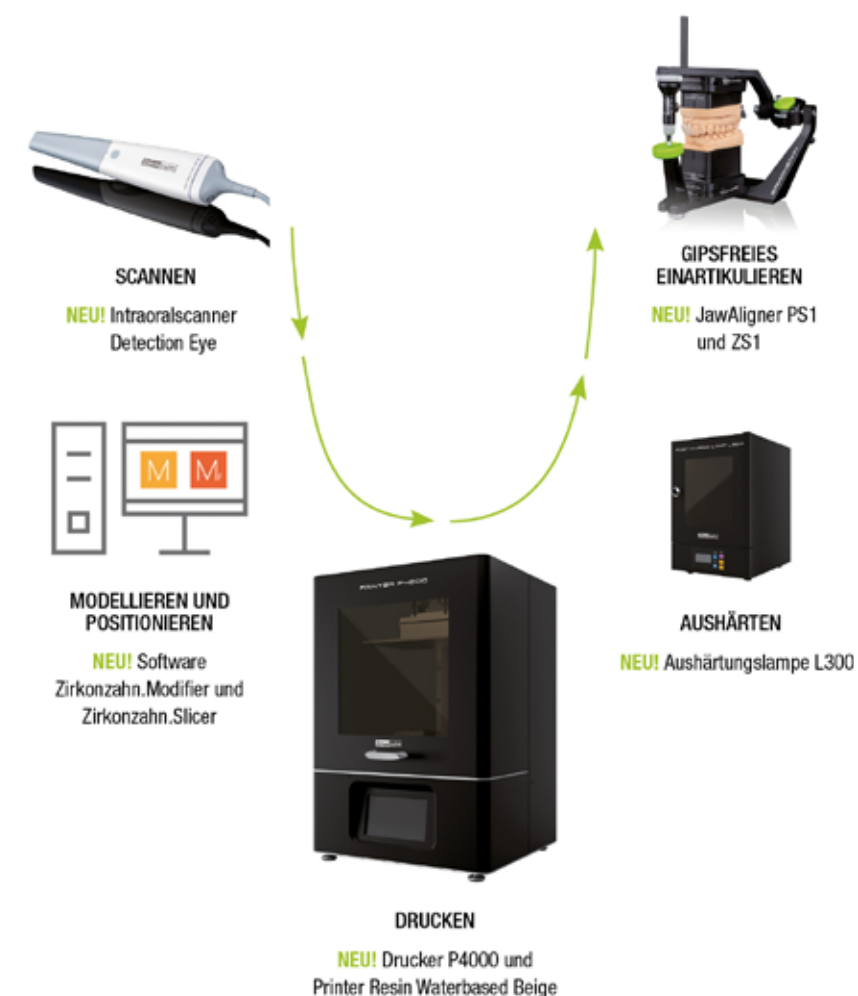 SCANNEN
NEU! Intraoralscanner
Detection Eye
MODELLIEREN UND
POSITIONIEREN
NEU! Software
Zirkonzahn.Modifier und
Zirkonzahn.Slicer
M M
PRINTER P4000
DRUCKEN
NEU! Drucker P4000 und
Printer Resin Waterbased Beige
AUSHÄRTEN
NEU! Aushärtungslampe L300
GIPSFREIES
EINARTIKULIEREN
NEU! JawAligner PS1
und ZS1